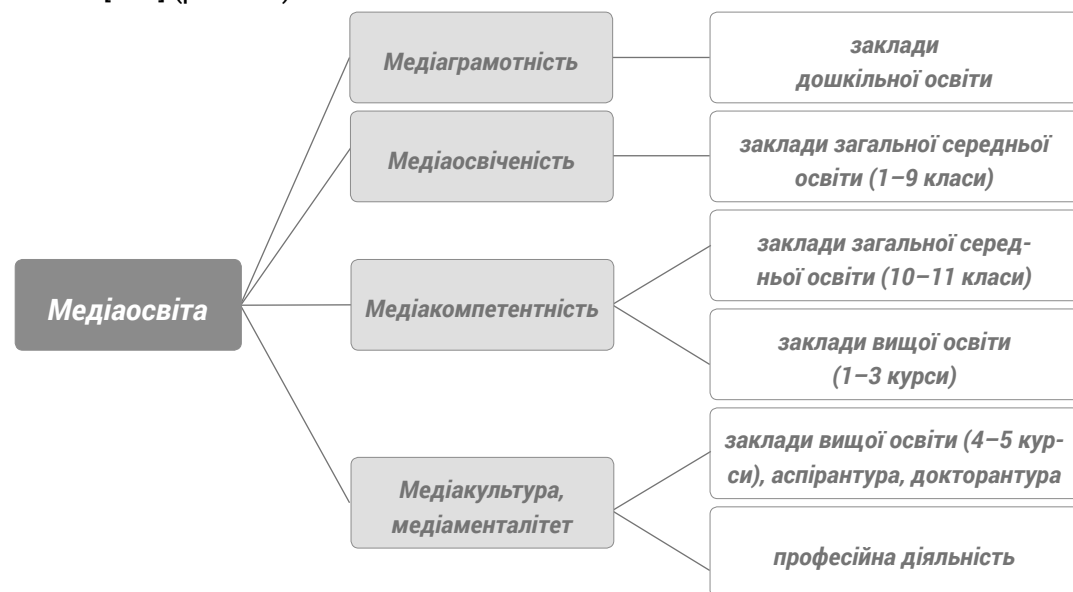 Медіаграмотність
заклади
дошкільної освіти
Медіаосвіченість
заклади загальної середньої
освіти (1–9 класи)
Медіаосвіта
Медіакомпетентність
заклади загальної серед-
ньої освіти (10–11 класи)
заклади вищої освіти
(1–3 курси)
Медіакультура,
медіаменталітет
заклади вищої освіти (4–5 кур-
си), аспірантура, докторантура
професійна діяльність